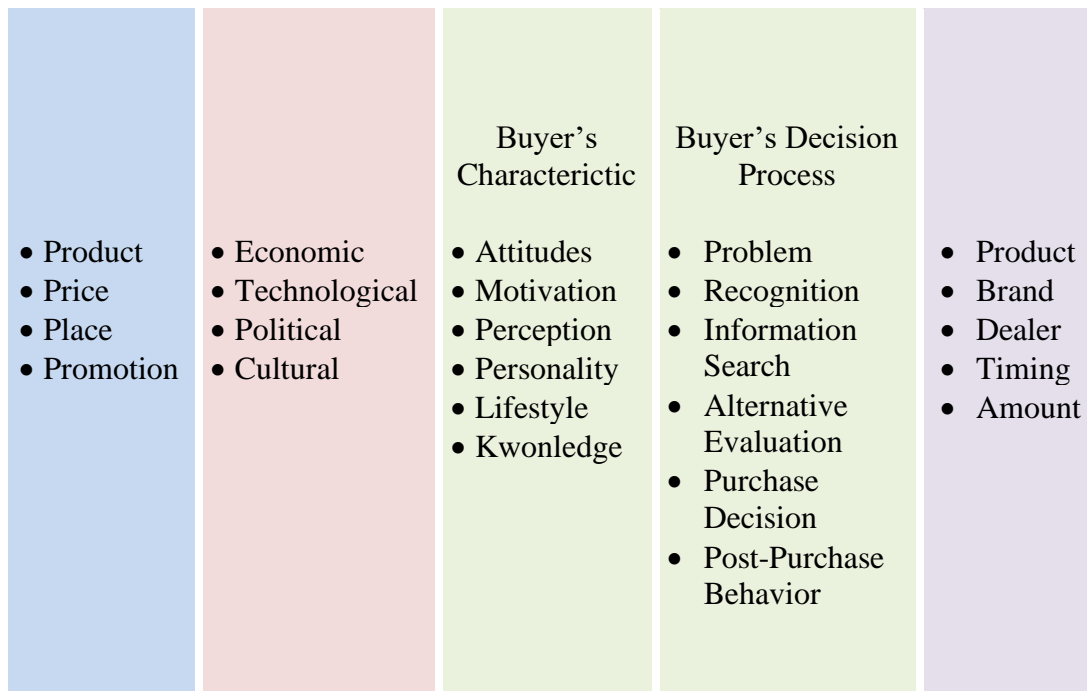 • Product
• Price
• Place
• Promotion
• Economic
• Technological
• Political
• Cultural
Buyer’s
Characterictic
• Attitudes
• Motivation
• Perception
• Personality
• Lifestyle
• Kwonledge
Buyer’s Decision
Process
• Problem
• Recognition
• Information
Search
• Alternative
Evaluation
• Purchase
Decision
• Post-Purchase
Behavior
• Product
• Brand
• Dealer
• Timing
• Amount